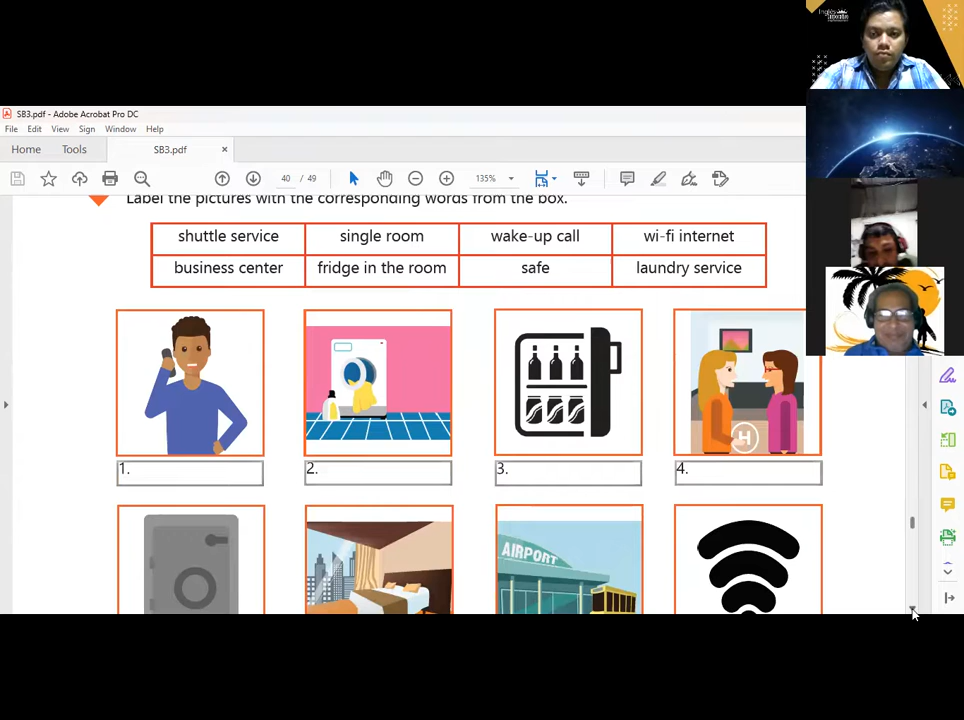 SB3.pdf - Adobe Acrobat Pro DC
File Edit View Sign Window Help
Home Tools SB3.pdf ×
40 / 49 135%
Label the pictures with the corresponding words from the box.
shuttle service single room wake-up call wi-fi internet
business center fridge in the room safe laundry service
1. 2. 3. 4.
H
AIRPORT
Inglés